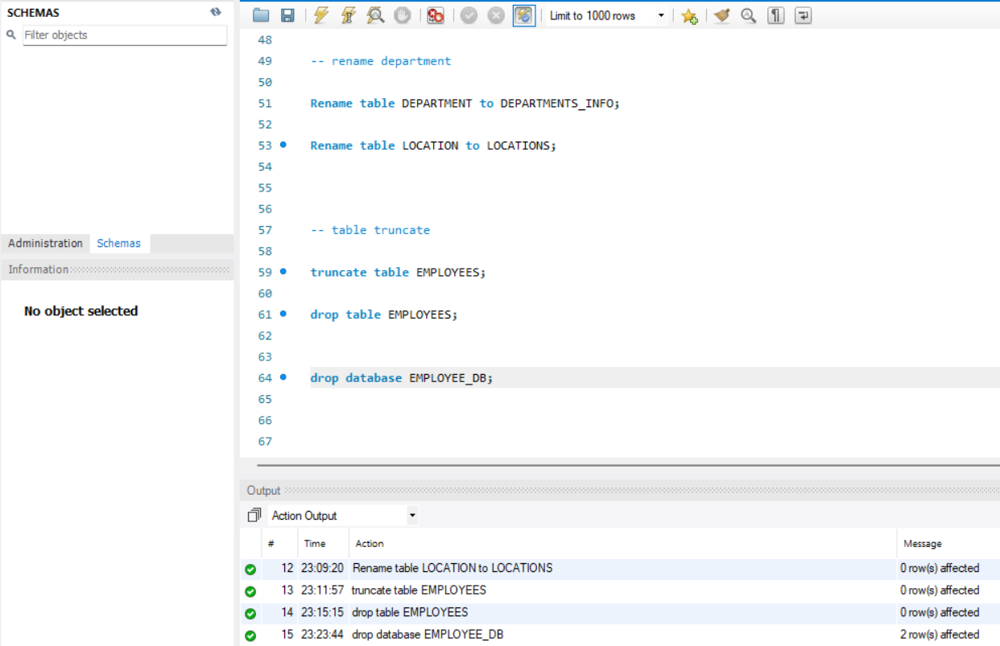 SCHEMAS
Filter objects
Administration Schemas
Information
No object selected
Limit to 1000 rows
48
49 -- rename department
50
51 Rename table DEPARTMENT to DEPARTMENTS_INFO;
52
53 Rename table LOCATION to LOCATIONS;
54
55
56
57 -- table truncate
58
59 truncate table EMPLOYEES;
60
61 drop table EMPLOYEES;
62
63
64 drop database EMPLOYEE_DB;
65
66
67
Output
Action Output
# Time Action Message
12 23:09:20 Rename table LOCATION to LOCATIONS 0 row(s) affected
13 23:11:57 truncate table EMPLOYEES 0 row(s) affected
14 23:15:15 drop table EMPLOYEES 0 row(s) affected
15 23:23:44 drop database EMPLOYEE_DB 2 row(s) affected